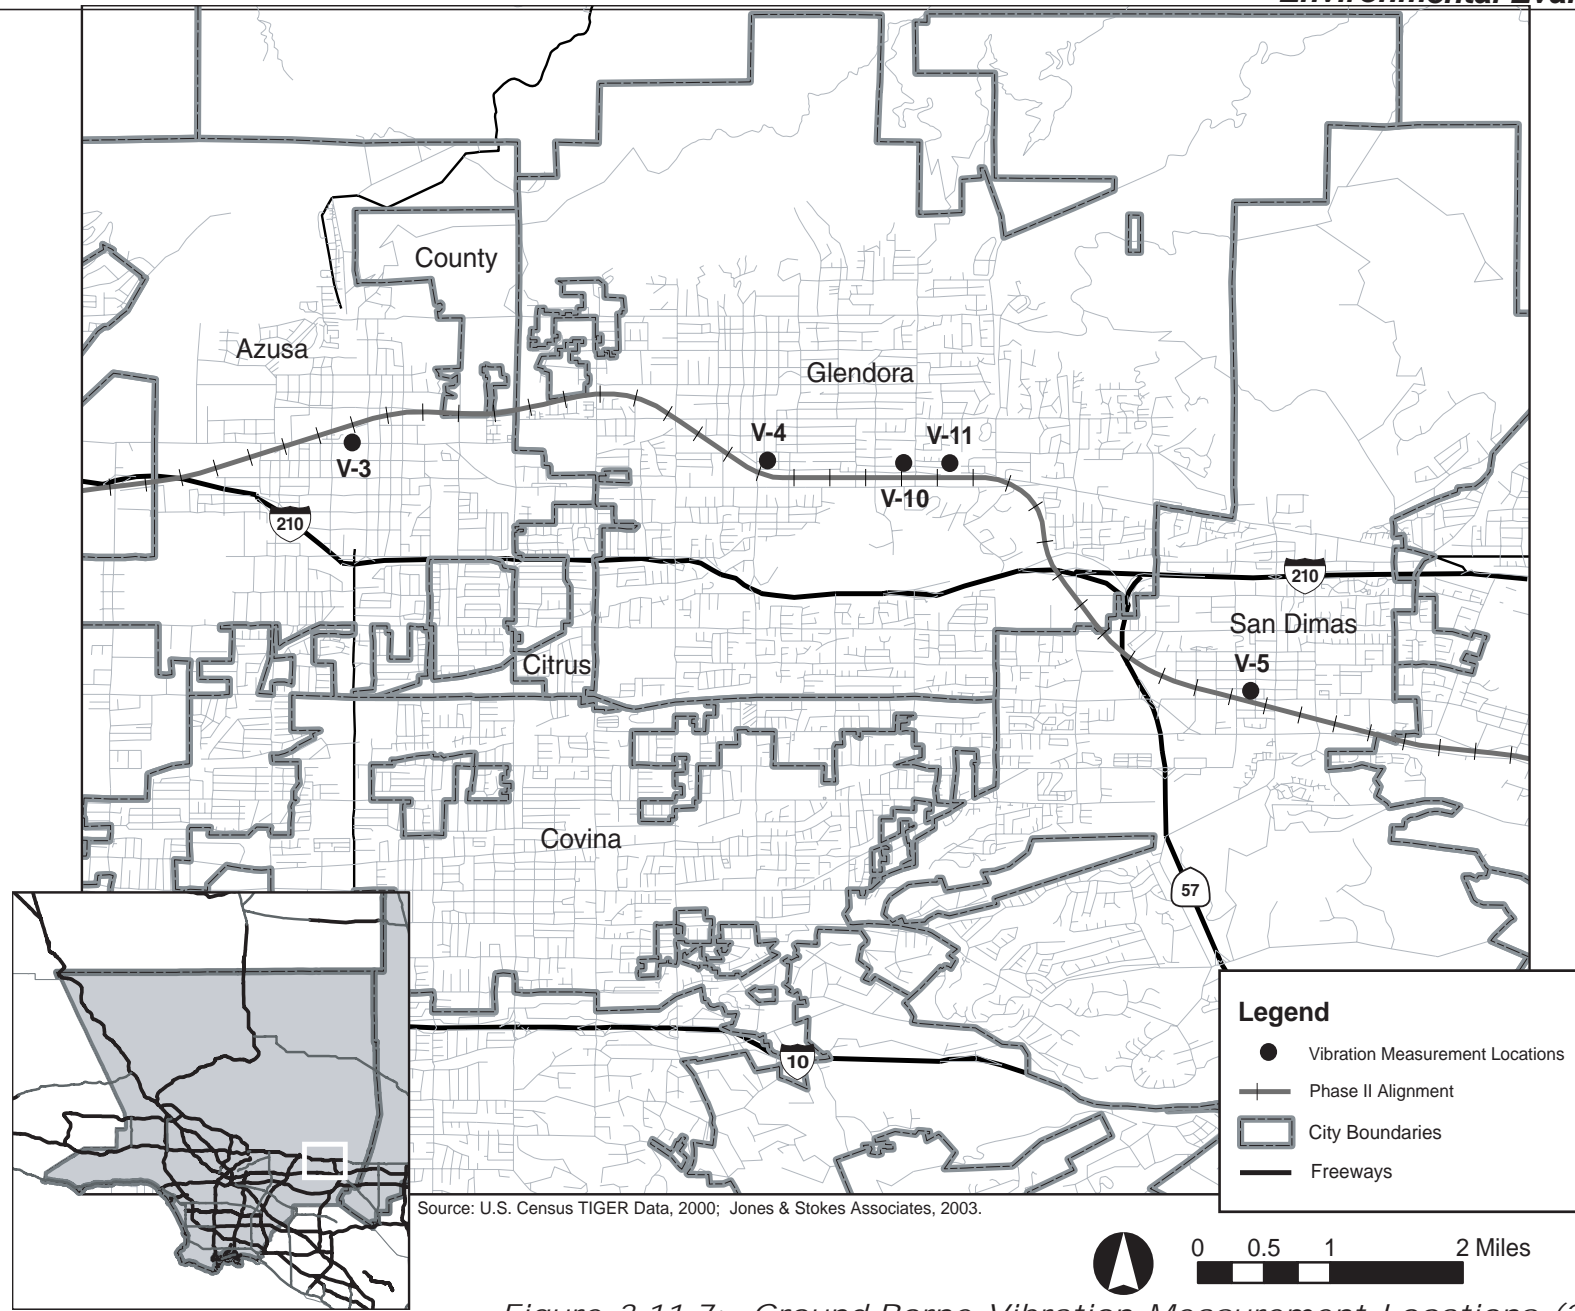 County
Azusa
Glendora
V-4
V-11
V-3
V-10
210
210
San Dimas
V-5
Citrus
Covina
57
10
Legend
Vibration Measurement Locations
Phase II Alignment
City Boundaries
Freeways
Source: U.S. Census TIGER Data, 2000; Jones & Stokes Associates, 2003.
0 0.5 1 2 Miles